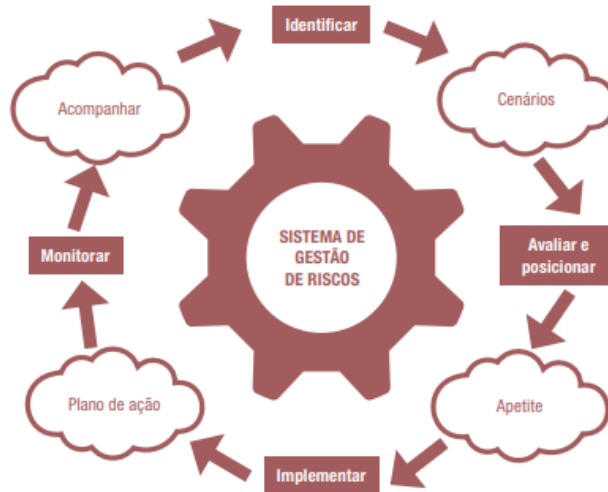 Identificar
Cenários
Avaliar e
posicionar
Apetite
Implementar
Plano de ação
Monitorar
Acompanhar
SISTEMA DE
GESTÃO
DE RISCOS